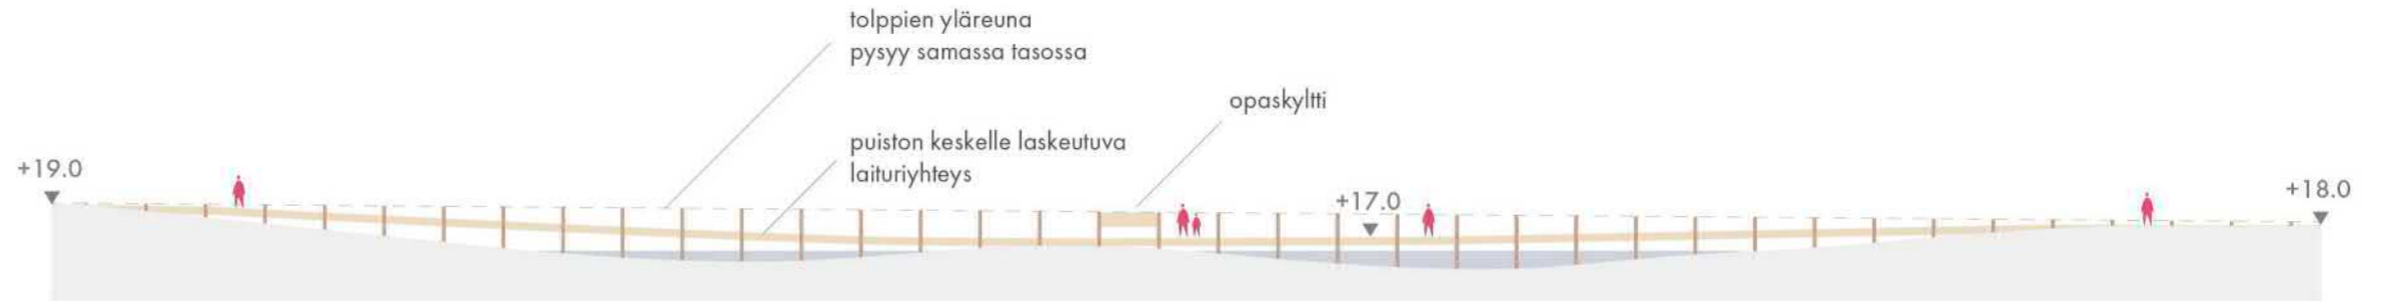 tolppien yläreuna
pysyy samassa tasossa
opaskyltti
puiston keskelle laskeutuva
laituriyhteys
+19.0
+17.0
+18.0